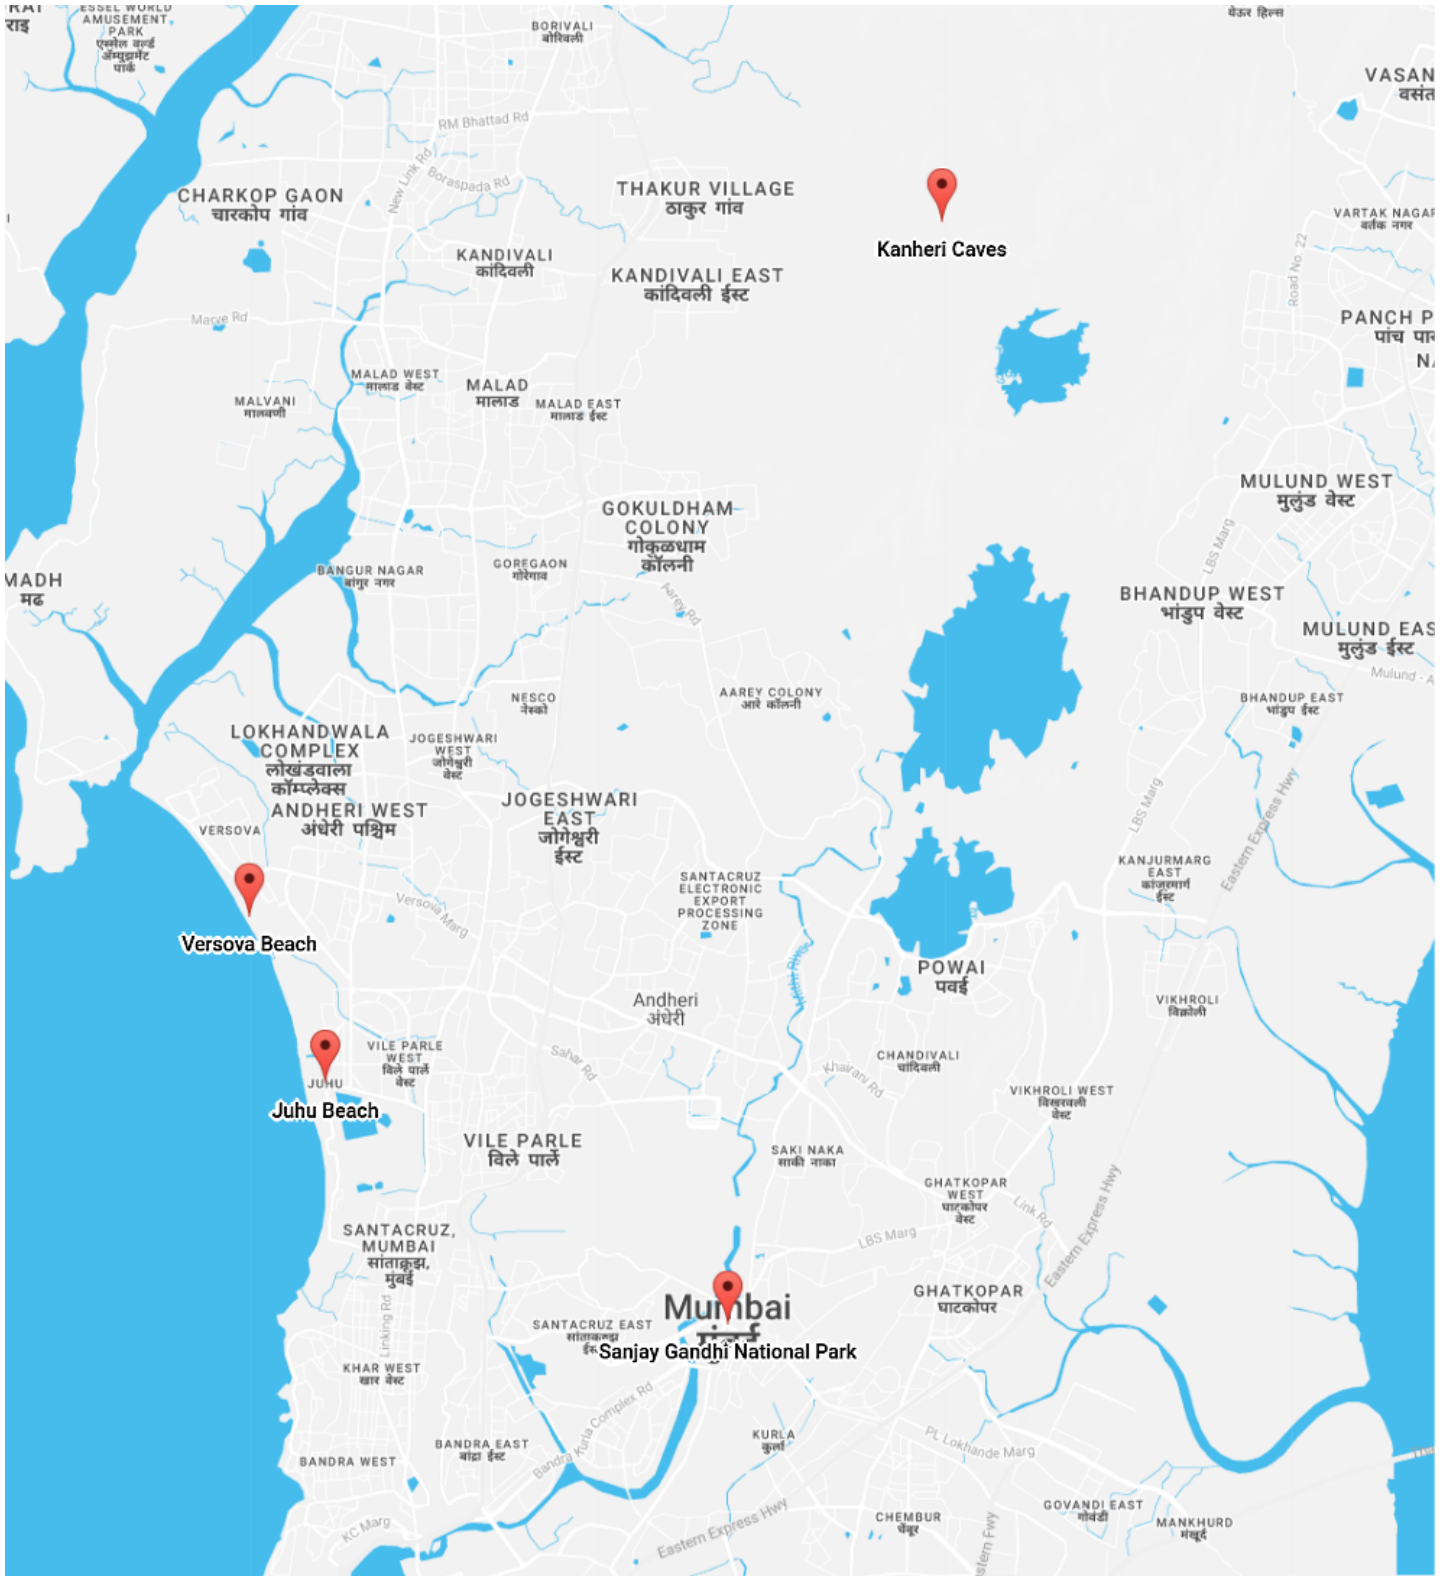 राइ
ESSEL WORLD
AMUSEMENT
PARK
एस्सेल वर्ल्ड
ॲम्युझमेंट
पार्क
BORIVALI
बोरिवली
येऊर हिल्स
VASAN
वसंत
RM Bhattad Rd
New Link Rd
Boraspada Rd
CHARKOP GAON
चारकोप गांव
THAKUR VILLAGE
ठाकुर गांव
Kanheri Caves
VARTAK NAGAR
वर्तक नगर
Road No. 22
KANDIVALI
कांदिवली
KANDIVALI EAST
कांदिवली ईस्ट
Marve Rd
PANCH P
पांच पा
MALAD WEST
मालाड वेस्ट
MALAD
मालाड
MALAD EAST
मालाड ईस्ट
MALVANI
मालवणी
MULUND WEST
मुलुंड वेस्ट
GOKULDHAM
COLONY
गोकुळधाम
कॉलनी
LBS Marg
MADH
मढ
BANGUR NAGAR
बांगुर नगर
GOREGAON
गोरेगाव
Aarey Rd
BHANDUP WEST
भांडुप वेस्ट
MULUND EAS
मुलुंड ईस्ट
Mulund - A
NESCO
नेस्को
AAREY COLONY
आरे कॉलनी
BHANDUP EAST
भांडुप ईस्ट
LOKHANDWALA
COMPLEX
लोखंडवाला
कॉम्प्लेक्स
JOGESHWARI
WEST
जोगेश्वरी
वेस्ट
ANDHERI WEST
अंधेरी पश्चिम
JOGESHWARI
EAST
जोगेश्वरी
ईस्ट
LBS Marg
Eastern Express Hwy
VERSOVA
Versova Beach
Versova Marg
SANTACRUZ
ELECTRONIC
EXPORT
PROCESSING
ZONE
KANJURMARG
EAST
कांजुरमार्ग
ईस्ट
Mithi River
POWAI
पवई
Andheri
अंधेरी
VIKHROLI
विक्रोली
JUHU
Juhu Beach
VILE PARLE
WEST
विले पार्ले
वेस्ट
Sahar Rd
CHANDIVALI
चांदिवली
Khairani Rd
VIKHROLI WEST
विखरवली
वेस्ट
VILE PARLE
विले पार्ले
SAKI NAKA
साकी नाका
GHATKOPAR
WEST
घाटकोपर
वेस्ट
Link Rd
LBS Marg
Eastern Express Hwy
SANTACRUZ,
MUMBAI
सांताक्रूझ,
मुंबई
Linking Rd
Mumbai
Sanjay Gandhi National Park
GHATKOPAR
घाटकोपर
SANTACRUZ EAST
KHAR WEST
खार वेस्ट
Bandra Kurla Complex Rd
KURLA
कुर्ला
PL Lokhande Marg
BANDRA EAST
बांद्रा ईस्ट
BANDRA WEST
KC Marg
Eastern Express Hwy
CHEMBUR
चेंबूर
GOVANDI EAST
गोवंडी
MANKHURD
मंखूर्द
stern Fwy